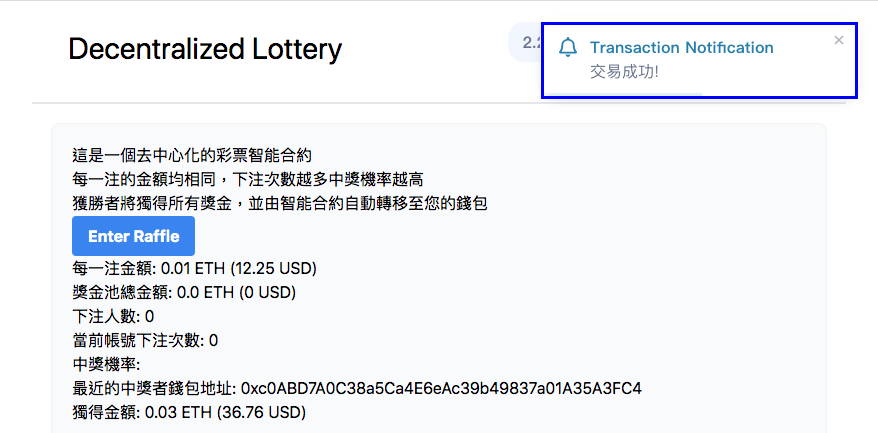 Decentralized Lottery
2.2
Transaction Notification
交易成功!
這是一個去中心化的彩票智能合約
每一注的金額均相同，下注次數越多中獎機率越高
獲勝者將獨得所有獎金，並由智能合約自動轉移至您的錢包
Enter Raffle
每一注金額: 0.01 ETH (12.25 USD)
獎金池總金額: 0.0 ETH (0 USD)
下注人數: 0
當前帳號下注次數: 0
中獎機率:
最近的中獎者錢包地址: 0xc0ABD7A0C38a5Ca4E6eAc39b49837a01A35A3FC4
獨得金額: 0.03 ETH (36.76 USD)